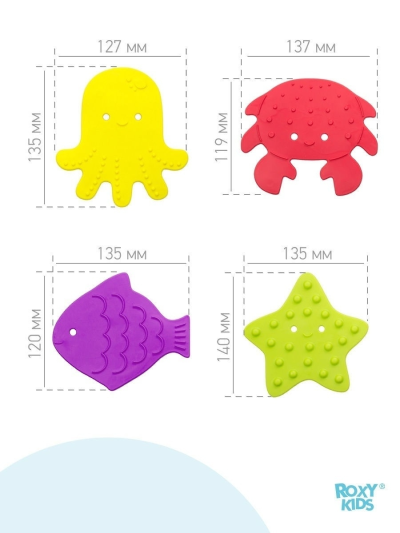 127 мм
137 мм
135 мм
119 мм
135 мм
135 мм
120 мм
140 мм
ROXY®
KIDS